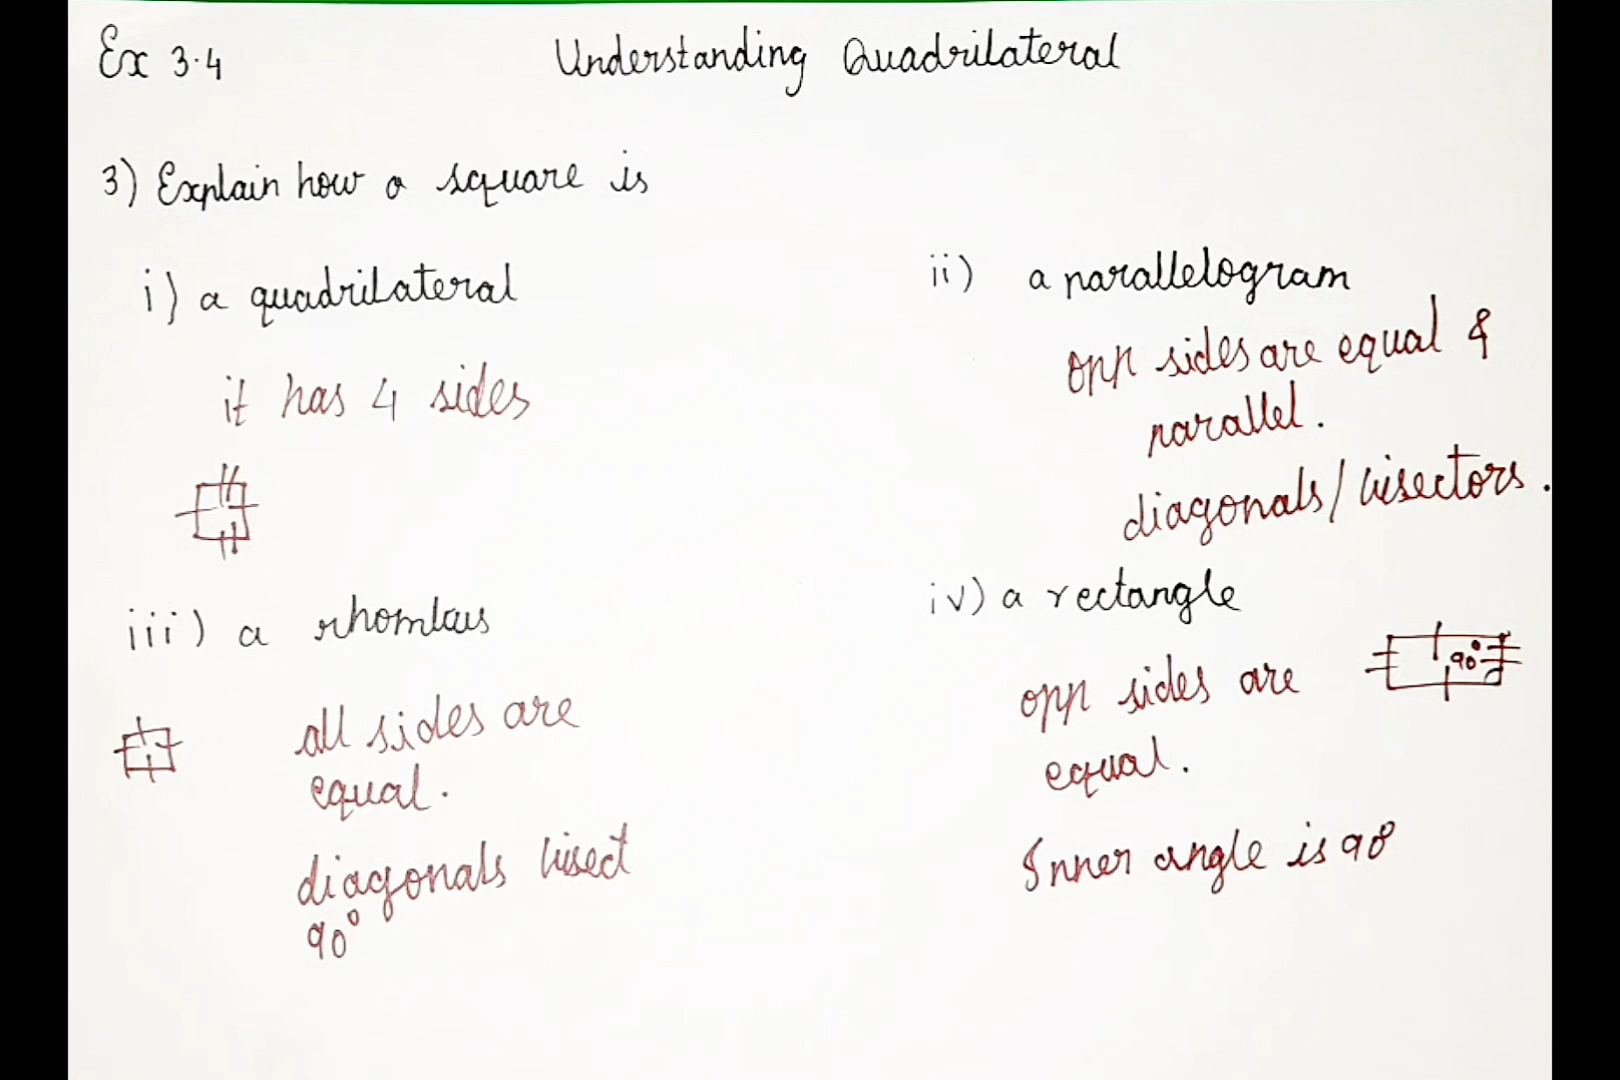 Ex 3.4 Understanding Quadrilateral
3) Explain how a square is
i) a quadrilateral
it has 4 sides
ii) a parallelogram
opp sides are equal &
parallel.
diagonals/bisectors.
iii) a rhombus
all sides are
equal.
diagonals bisect
90°
iv) a rectangle
opp sides are
equal.
90°
Inner angle is 90°